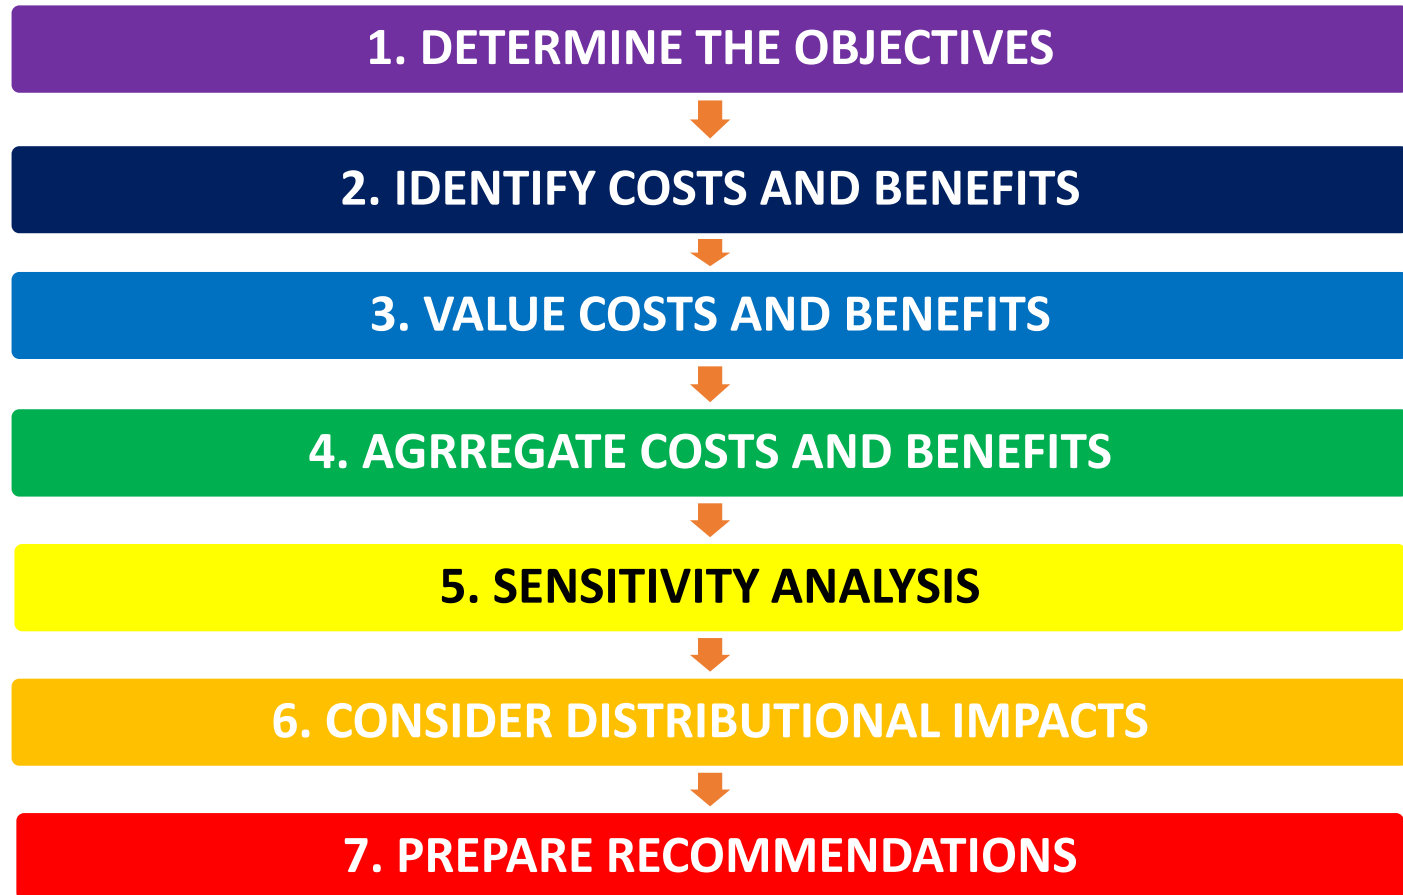 1. DETERMINE THE OBJECTIVES
2. IDENTIFY COSTS AND BENEFITS
3. VALUE COSTS AND BENEFITS
4. AGRREGATE COSTS AND BENEFITS
5. SENSITIVITY ANALYSIS
6. CONSIDER DISTRIBUTIONAL IMPACTS
7. PREPARE RECOMMENDATIONS